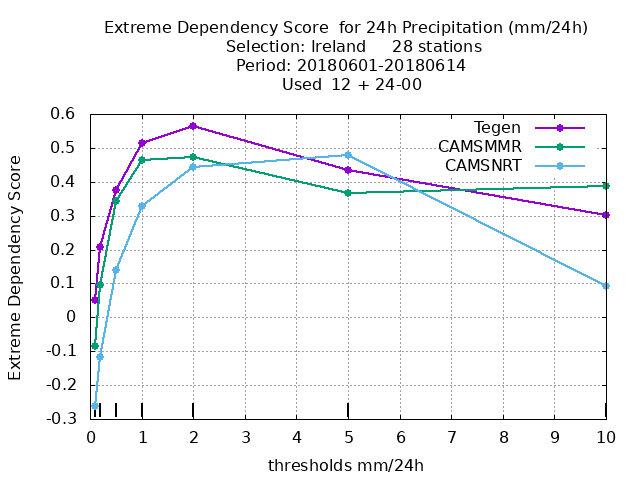 Extreme Dependency Score  for 24h Precipitation (mm/24h)
Selection: Ireland     28 stations
Period: 20180601-20180614
Used  12 + 24-00
Tegen
CAMSMMR
CAMSNRT
Extreme Dependency Score
0.6
0.5
0.4
0.3
0.2
0.1
0
-0.1
-0.2
-0.3
0 1 2 3 4 5 6 7 8 9 10
thresholds mm/24h